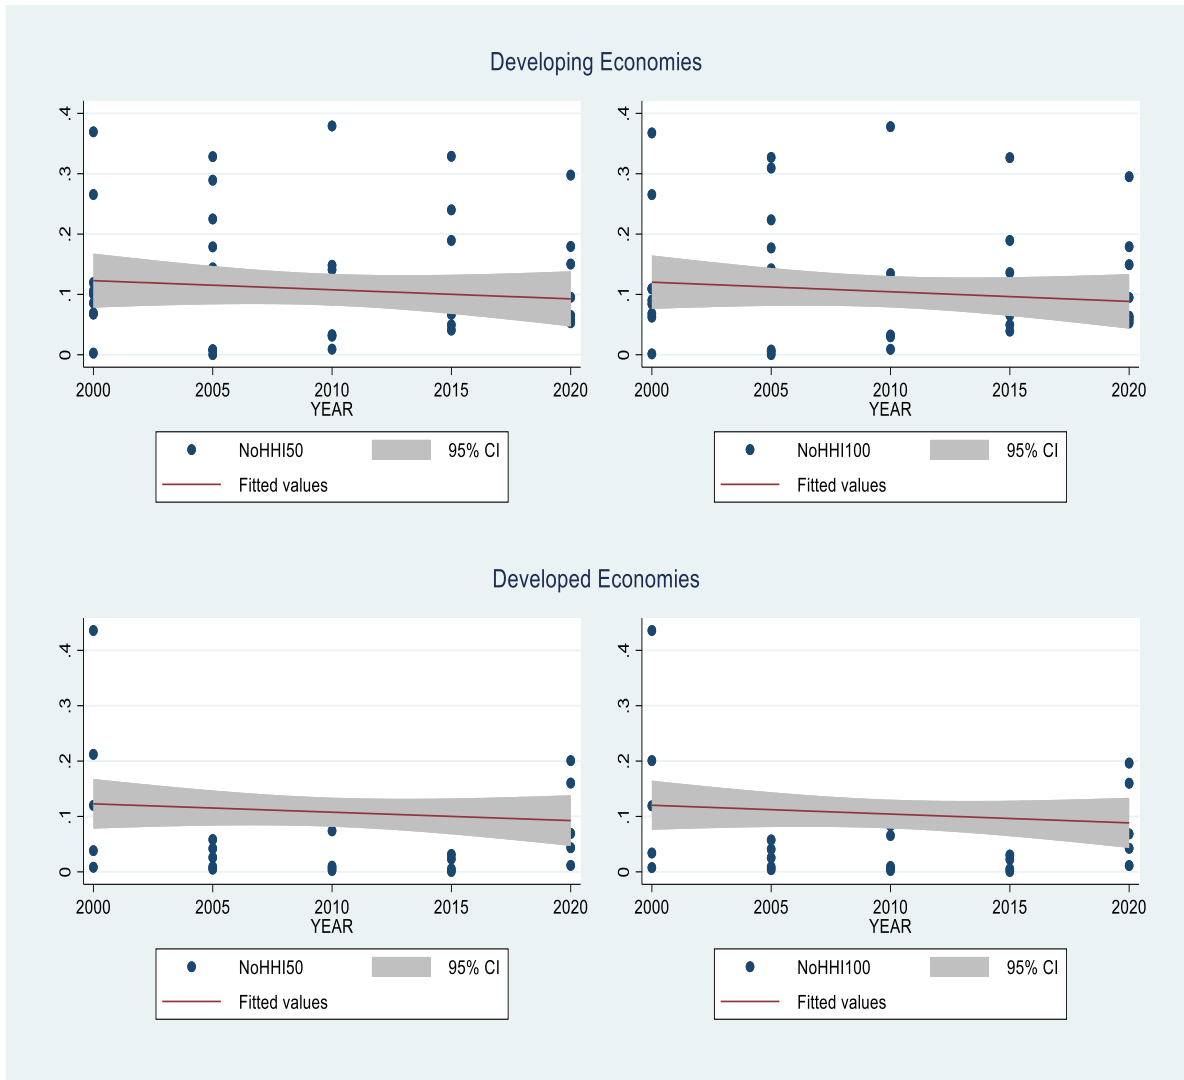 Developing Economies
.4 .4
.3 .3
.2 .2
.1 .1
0 0
2000 2005 2010 2015 2020 2000 2005 2010 2015 2020
YEAR YEAR
NoHHI50 95% CI NoHHI100 95% CI
Fitted values Fitted values
Developed Economies
.4 .4
.3 .3
.2 .2
.1 .1
0 0
2000 2005 2010 2015 2020 2000 2005 2010 2015 2020
YEAR YEAR
NoHHI50 95% CI NoHHI100 95% CI
Fitted values Fitted values